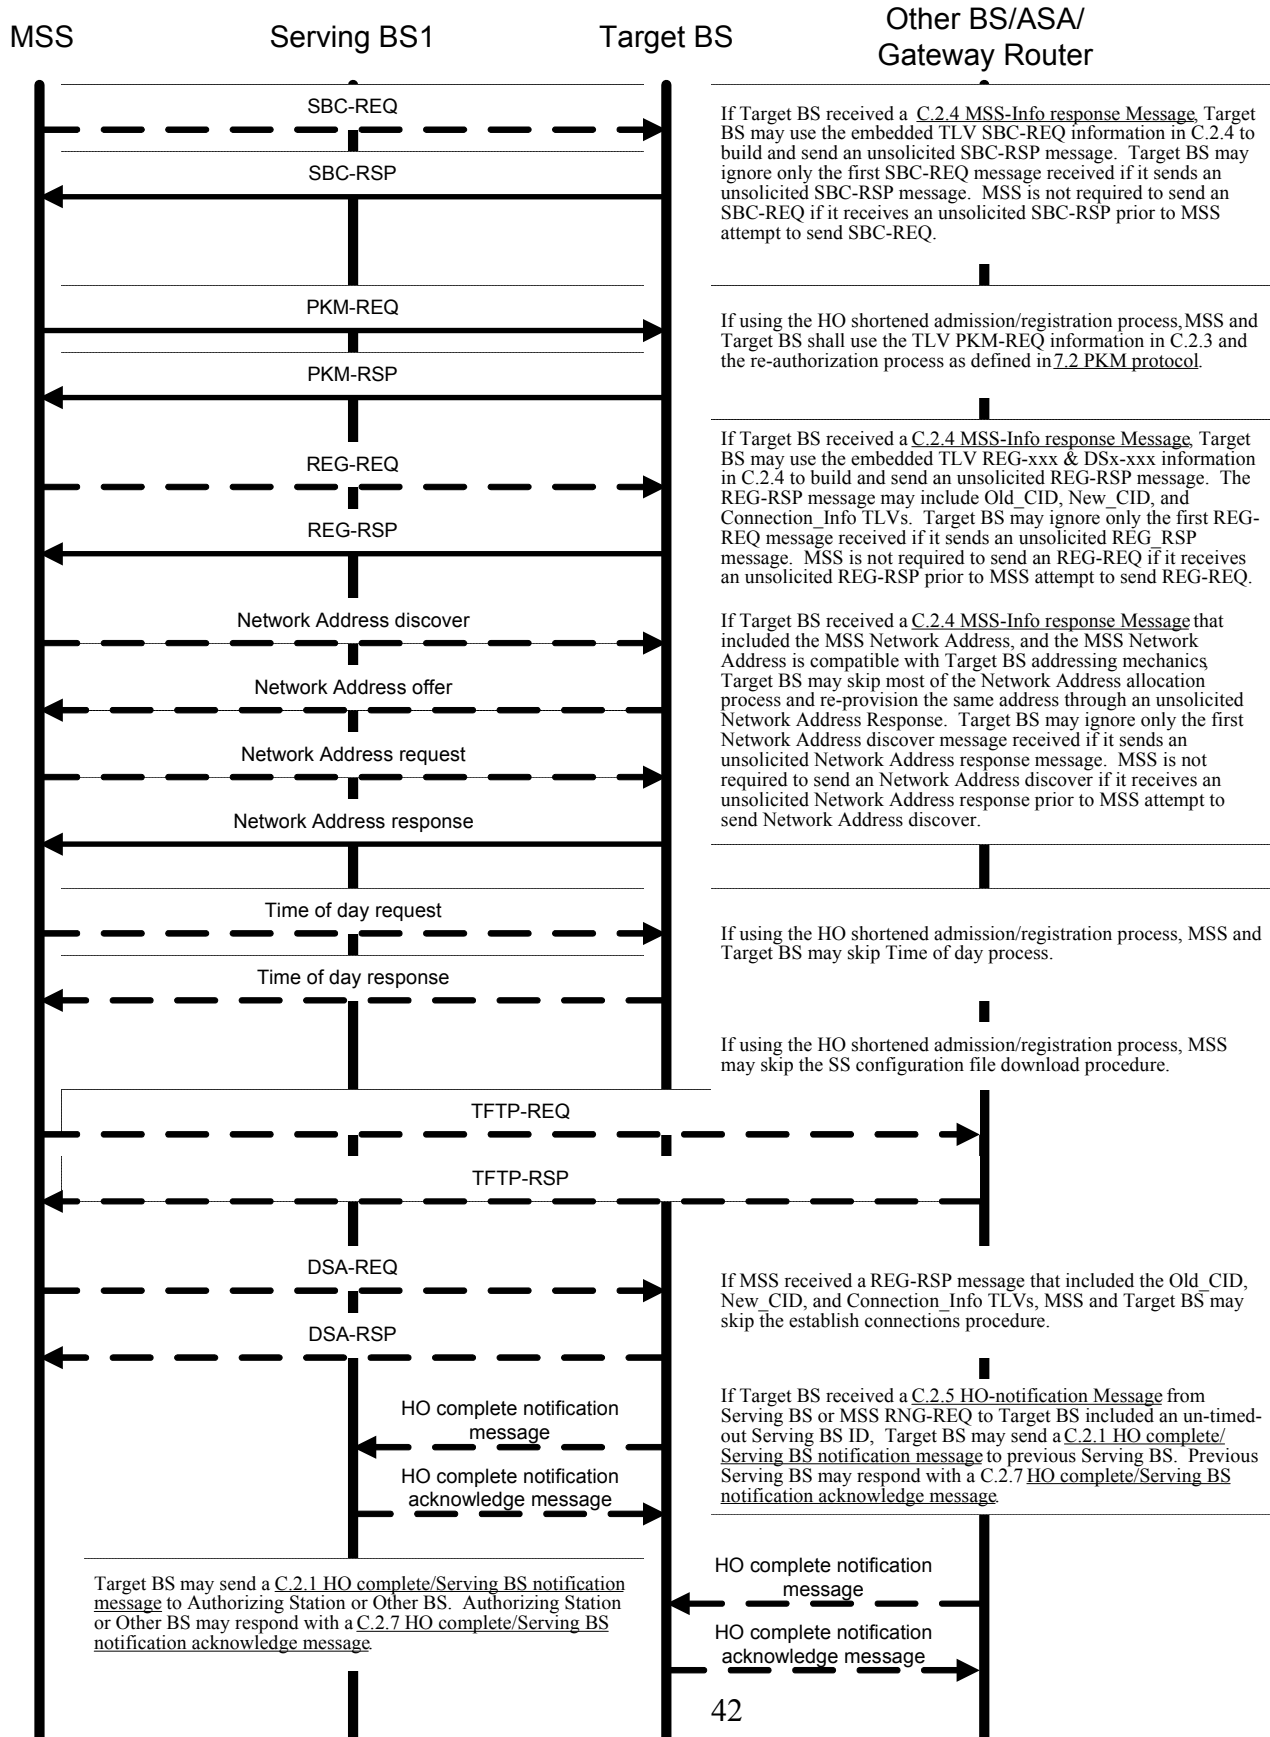 MSS
Serving BS1
Target BS
Other BS/ASA/
Gateway Router
SBC-REQ
SBC-RSP
If Target BS received a C.2.4 MSS-Info response Message, Target
BS may use the embedded TLV SBC-REQ information in C.2.4 to
build and send an unsolicited SBC-RSP message. Target BS may
ignore only the first SBC-REQ message received if it sends an
unsolicited SBC-RSP message. MSS is not required to send an
SBC-REQ if it receives an unsolicited SBC-RSP prior to MSS
attempt to send SBC-REQ.
PKM-REQ
PKM-RSP
If using the HO shortened admission/registration process, MSS and
Target BS shall use the TLV PKM-REQ information in C.2.3 and
the re-authorization process as defined in 7.2 PKM protocol.
REG-REQ
REG-RSP
If Target BS received a C.2.4 MSS-Info response Message, Target
BS may use the embedded TLV REG-xxx & DSx-xxx information
in C.2.4 to build and send an unsolicited REG-RSP message. The
REG-RSP message may include Old_CID, New_CID, and
Connection_Info TLVs. Target BS may ignore only the first REG-
REQ message received if it sends an unsolicited REG_RSP
message. MSS is not required to send an REG-REQ if it receives
an unsolicited REG-RSP prior to MSS attempt to send REG-REQ.
Network Address discover
Network Address offer
Network Address request
Network Address response
If Target BS received a C.2.4 MSS-Info response Message that
included the MSS Network Address, and the MSS Network
Address is compatible with Target BS addressing mechanics,
Target BS may skip most of the Network Address allocation
process and re-provision the same address through an unsolicited
Network Address Response. Target BS may ignore only the first
Network Address discover message received if it sends an
unsolicited Network Address response message. MSS is not
required to send an Network Address discover if it receives an
unsolicited Network Address response prior to MSS attempt to
send Network Address discover.
Time of day request
Time of day response
If using the HO shortened admission/registration process, MSS and
Target BS may skip Time of day process.
If using the HO shortened admission/registration process, MSS
may skip the SS configuration file download procedure.
TFTP-REQ
TFTP-RSP
DSA-REQ
DSA-RSP
If MSS received a REG-RSP message that included the Old_CID,
New_CID, and Connection_Info TLVs, MSS and Target BS may
skip the establish connections procedure.
HO complete notification
message
HO complete notification
acknowledge message
If Target BS received a C.2.5 HO-notification Message from
Serving BS or MSS RNG-REQ to Target BS included an un-timed-
out Serving BS ID, Target BS may send a C.2.1 HO complete/
Serving BS notification message to previous Serving BS. Previous
Serving BS may respond with a C.2.7 HO complete/Serving BS
notification acknowledge message.
Target BS may send a C.2.1 HO complete/Serving BS notification
message to Authorizing Station or Other BS. Authorizing Station
or Other BS may respond with a C.2.7 HO complete/Serving BS
notification acknowledge message.
HO complete notification
message
HO complete notification
acknowledge message
42